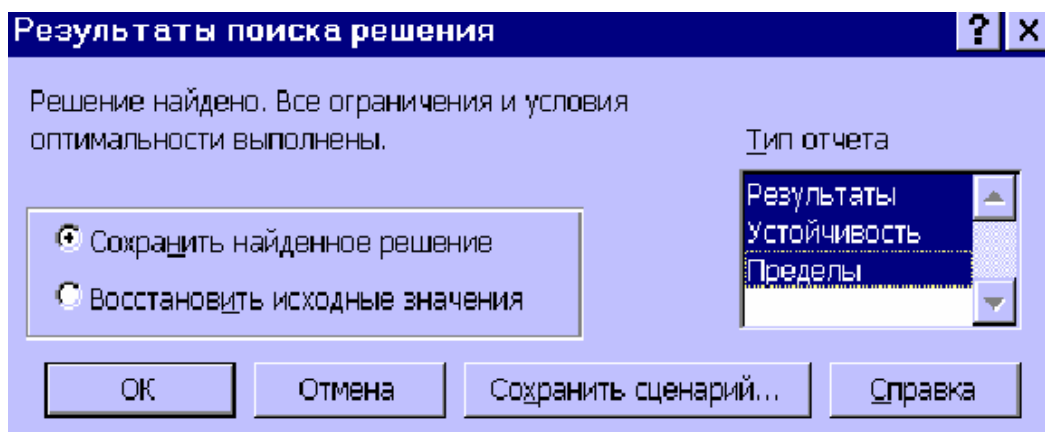 Результаты поиска решения
Решение найдено. Все ограничения и условия
оптимальности выполнены.
Тип отчета
Результаты
Устойчивость
Пределы
Сохранить найденное решение
Восстановить исходные значения
ОК
Отмена
Сохранить сценарий...
Справка